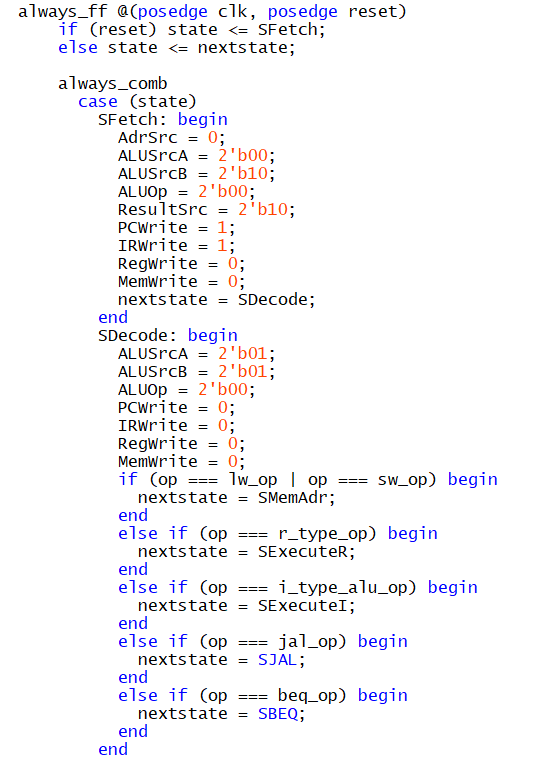 always_ff @(posedge clk, posedge reset)
    if (reset) state <= SFetch;
    else state <= nextstate;

    always_comb
      case (state)
        SFetch: begin
          AdrSrc = 0;
          ALUSrcA = 2'b00;
          ALUSrcB = 2'b10;
          ALUOp = 2'b00;
          ResultSrc = 2'b10;
          PCWrite = 1;
          IRWrite = 1;
          RegWrite = 0;
          MemWrite = 0;
          nextstate = SDecode;
        end
        SDecode: begin
          ALUSrcA = 2'b01;
          ALUSrcB = 2'b01;
          ALUOp = 2'b00;
          PCWrite = 0;
          IRWrite = 0;
          RegWrite = 0;
          MemWrite = 0;
          if (op === lw_op | op === sw_op) begin
            nextstate = SMemAdr;
          end
          else if (op === r_type_op) begin
            nextstate = SExecuteR;
          end
          else if (op === i_type_alu_op) begin
            nextstate = SExecuteI;
          end
          else if (op === jal_op) begin
            nextstate = SJAL;
          end
          else if (op === beq_op) begin
            nextstate = SBEQ;
          end
        end